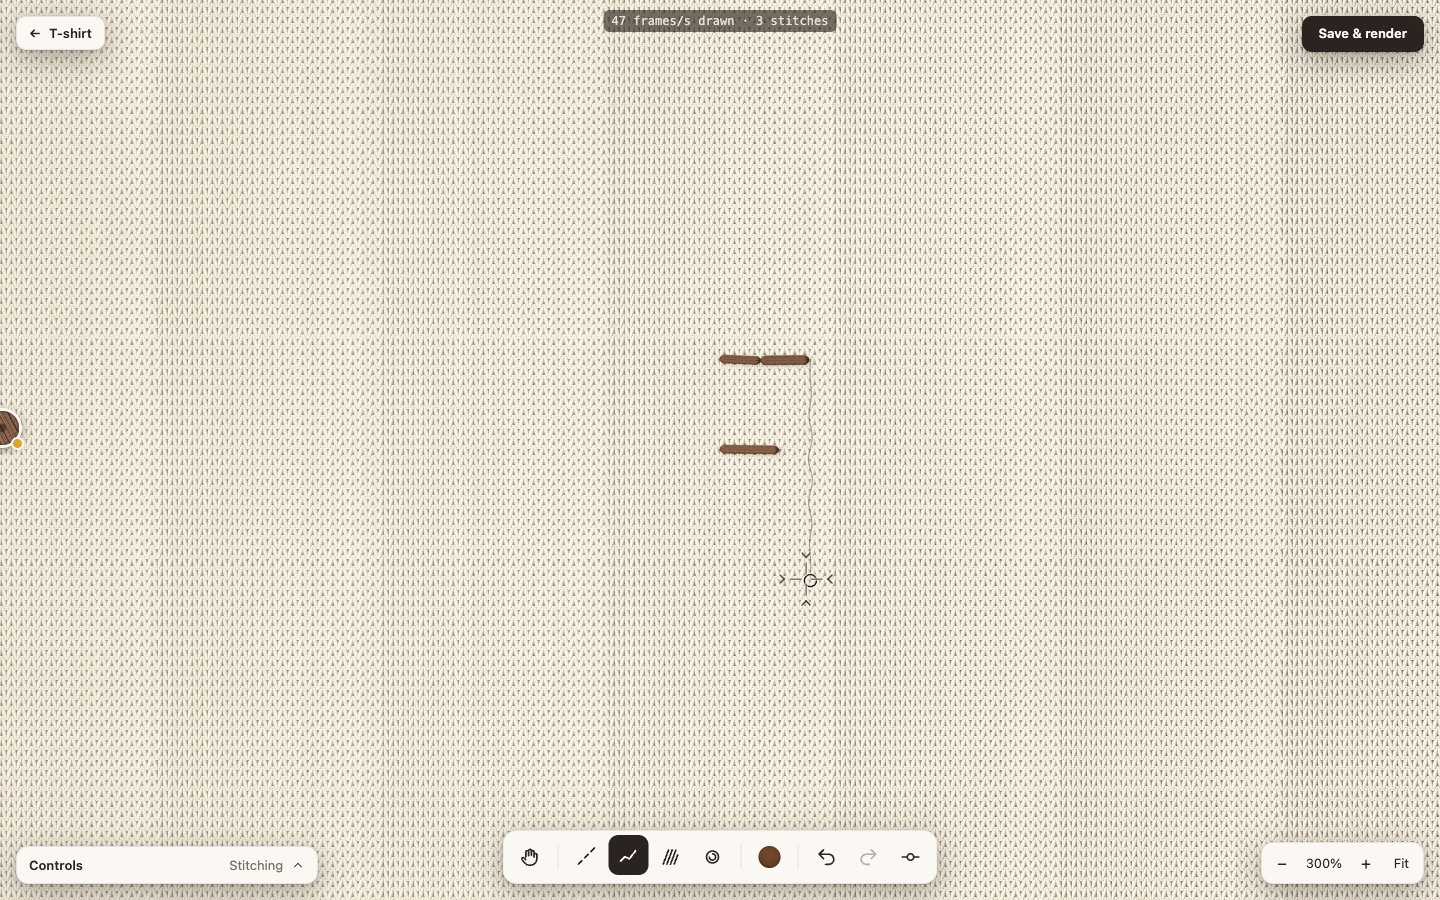 47 frames/s drawn · 3 stitches
← T-shirt
Save & render
Controls
Stitching
− 300% +
Fit